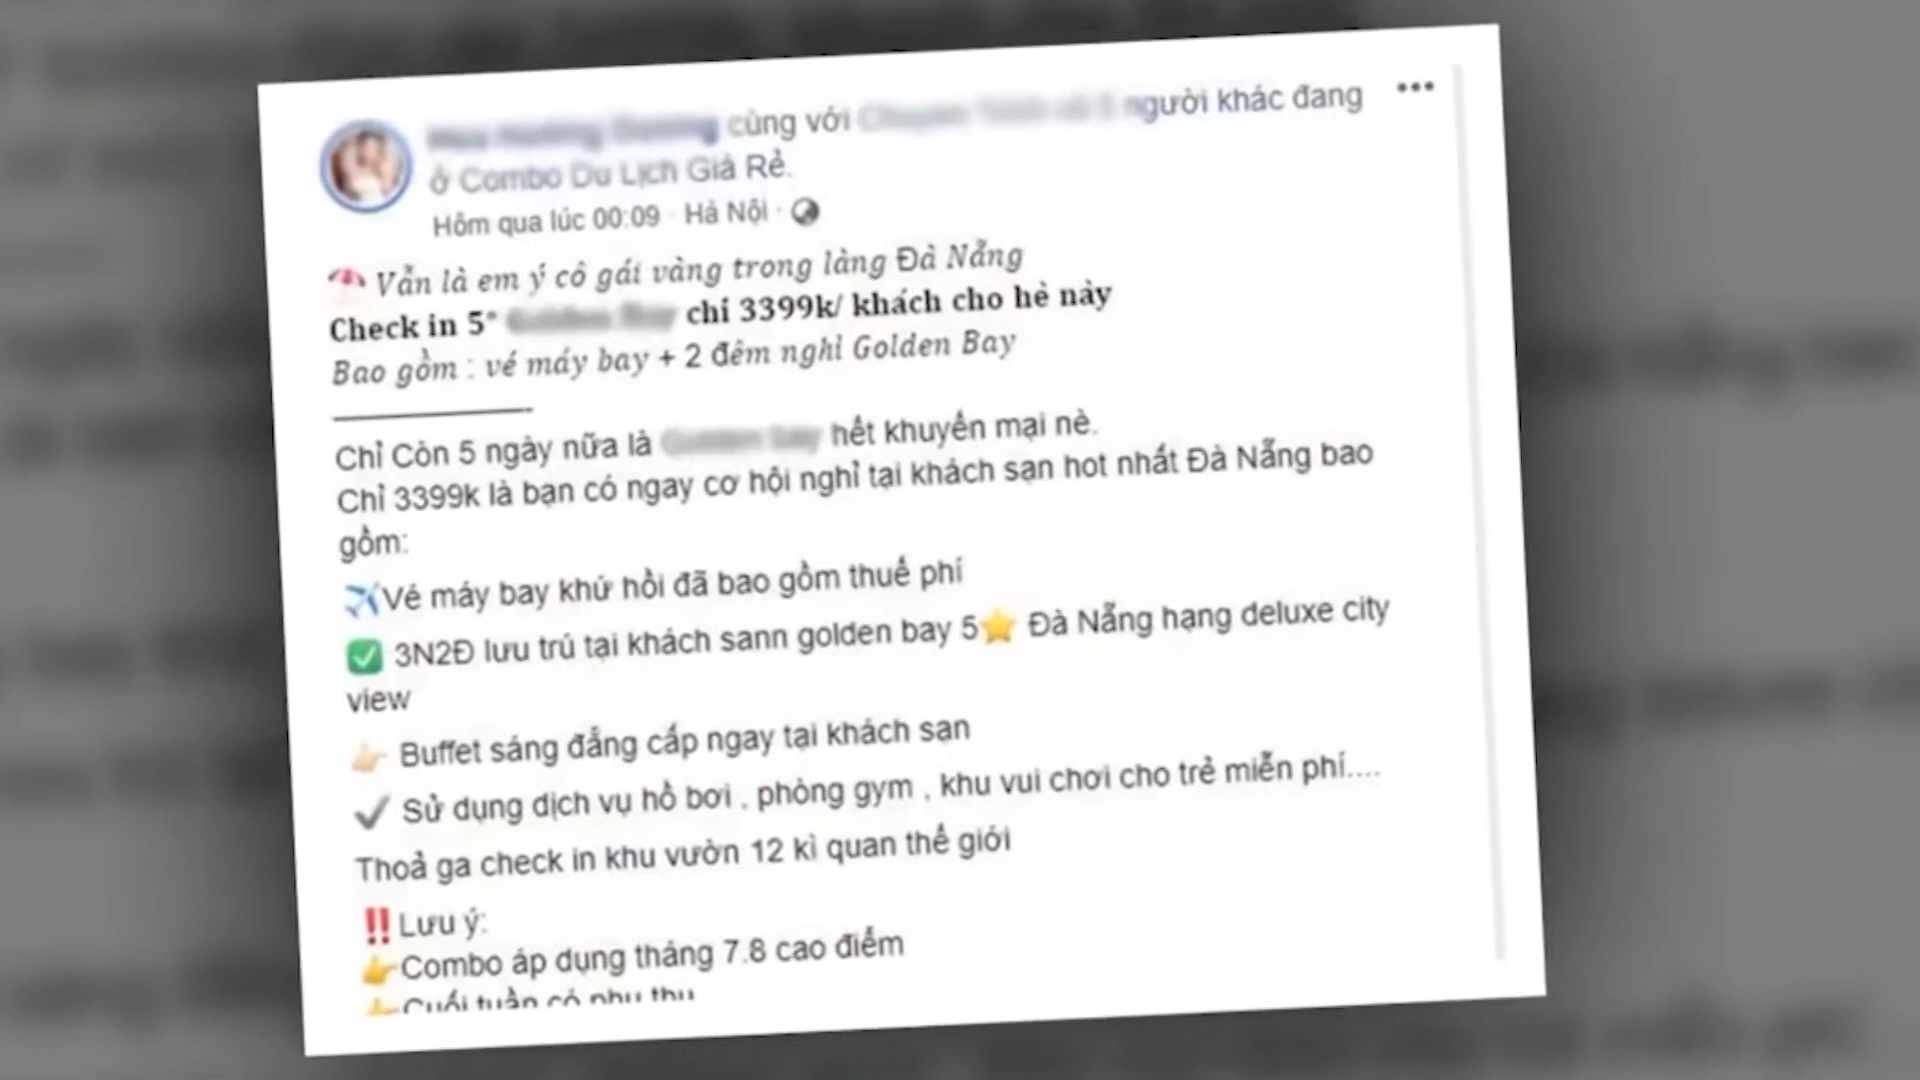 cùng với người khác đang
ở Combo Du Lịch Giá Rẻ.
Hôm qua lúc 00:09 · Hà Nội ·
Vẫn là em ý cô gái vàng trong làng Đà Nẵng
Check in 5* chỉ 3399k/ khách cho hè này
Bao gồm : vé máy bay + 2 đêm nghỉ Golden Bay
Chỉ Còn 5 ngày nữa là hết khuyến mại nè.
Chỉ 3399k là bạn có ngay cơ hội nghỉ tại khách sạn hot nhất Đà Nẵng bao
gồm:
Vé máy bay khứ hồi đã bao gồm thuế phí
3N2Đ lưu trú tại khách sann golden bay 5⭐ Đà Nẵng hạng deluxe city
view
Buffet sáng đẳng cấp ngay tại khách sạn
Sử dụng dịch vụ hồ bơi , phòng gym , khu vui chơi cho trẻ miễn phí....
Thoả ga check in khu vườn 12 kì quan thế giới
‼Lưu ý:
Combo áp dụng tháng 7.8 cao điểm
Cuối tuần có phụ thu